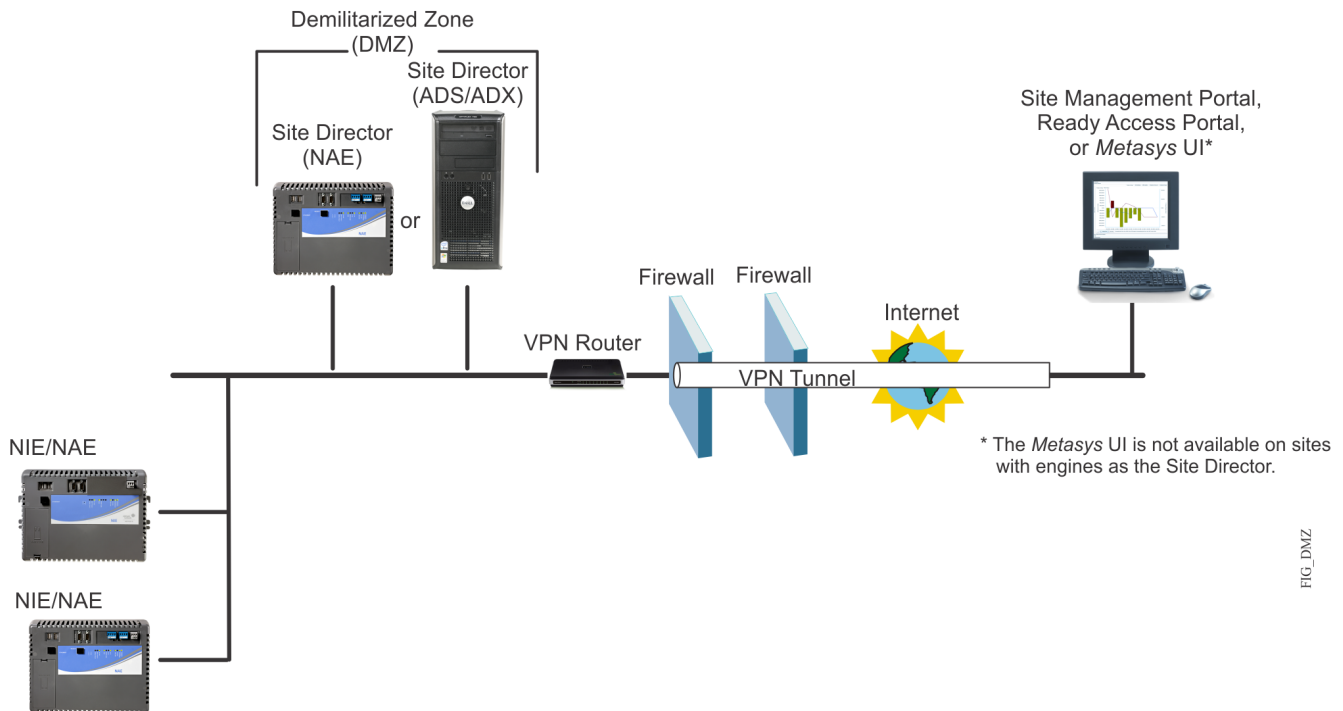 Demilitarized Zone
(DMZ)
Site Director
(ADS/ADX)
Site Director
(NAE)
or
Site Management Portal,
Ready Access Portal,
or Metasys UI*
Firewall
Firewall
Internet
VPN Router
VPN Tunnel
* The Metasys UI is not available on sites
with engines as the Site Director.
NIE/NAE
NIE/NAE
FIG_DMZ